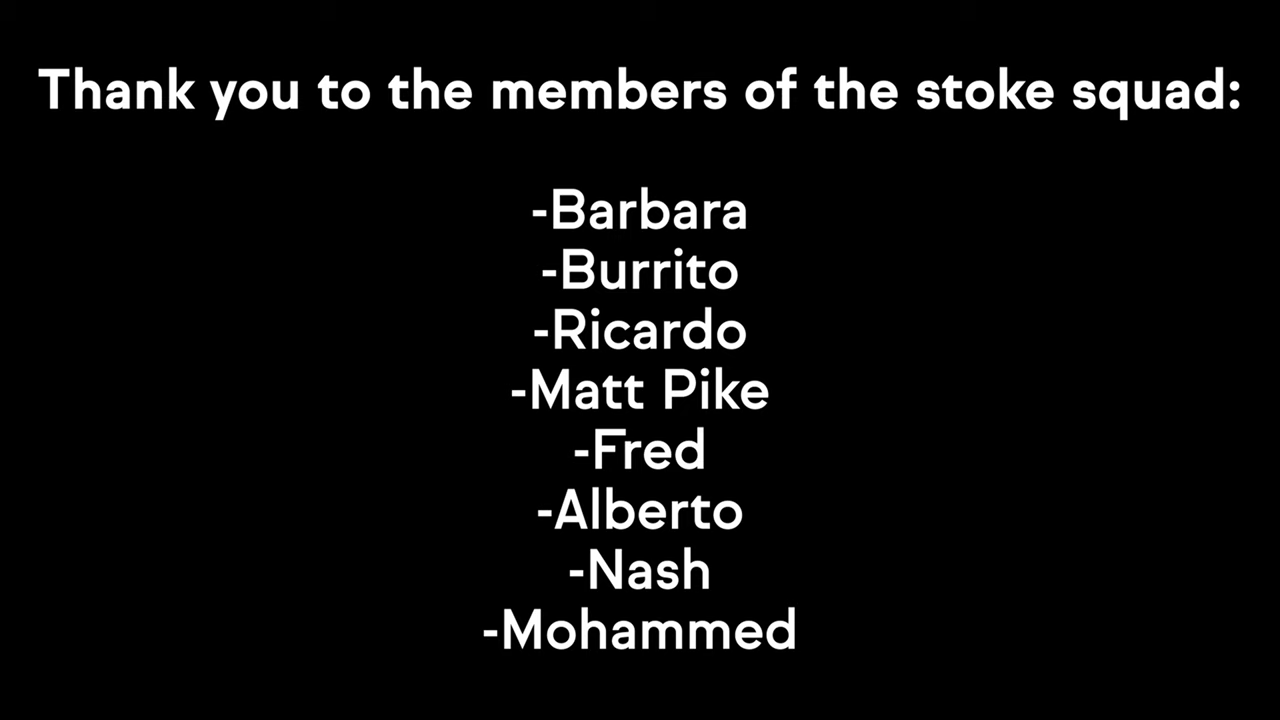 Thank you to the members of the stoke squad:
-Barbara
-Burrito
-Ricardo
-Matt Pike
-Fred
-Alberto
-Nash
-Mohammed